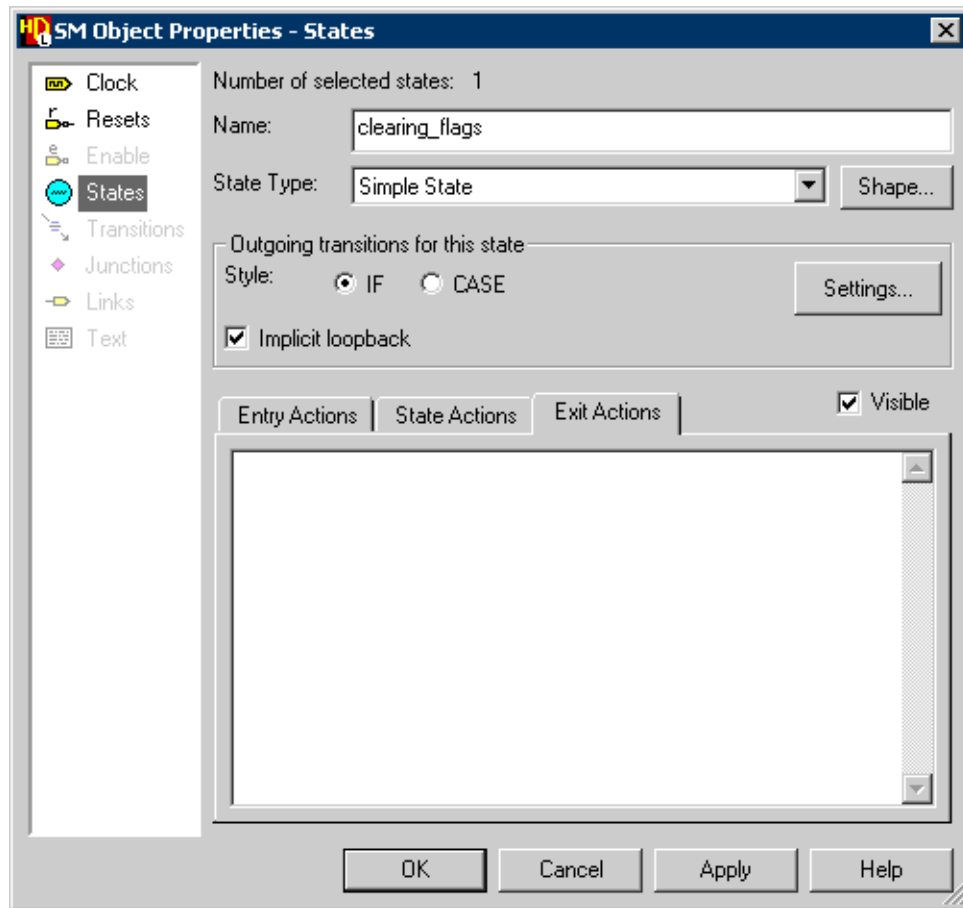 HDL SM Object Properties - States
Clock
Resets
Enable
States
Transitions
Junctions
Links
Text
Number of selected states: 1
Name: clearing_flags
State Type: Simple State Shape...
Outgoing transitions for this state
Style: IF CASE Settings...
Implicit loopback
Entry Actions State Actions Exit Actions Visible
OK Cancel Apply Help